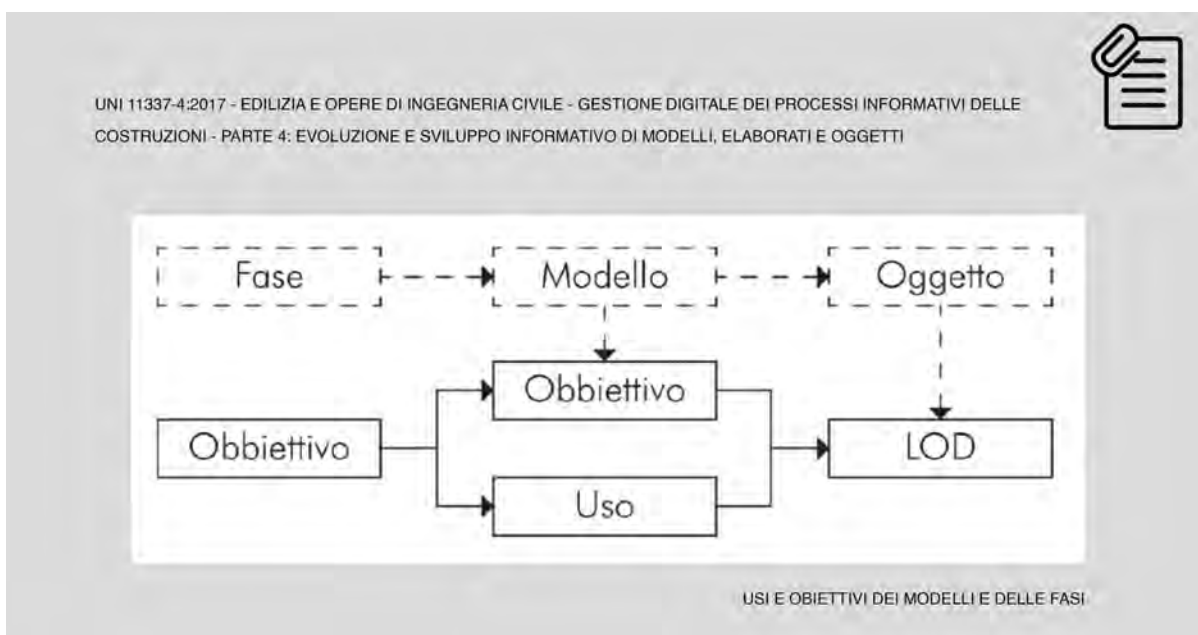 UNI 11337-4:2017 - EDILIZIA E OPERE DI INGEGNERIA CIVILE - GESTIONE DIGITALE DEI PROCESSI INFORMATIVI DELLE
COSTRUZIONI - PARTE 4: EVOLUZIONE E SVILUPPO INFORMATIVO DI MODELLI, ELABORATI E OGGETTI
Fase
Modello
Oggetto
Obbiettivo
Obbiettivo
LOD
Uso
USI E OBIETTIVI DEI MODELLI E DELLE FASI